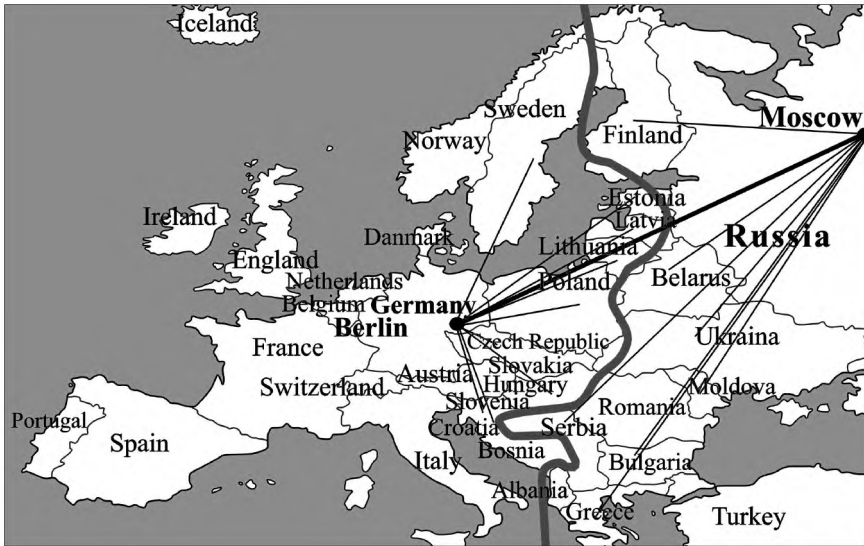 Iceland
Sweden
Norway
Finland
Moscow
Estonia
Latvia
Ireland
Danmark
Lithuania
Russia
England
Netherlands
Poland
Belarus
Belgium
Germany
Berlin
Czech Republic
Ukraina
France
Slovakia
Austria
Hungary
Switzerland
Moldova
Slovenia
Romania
Portugal
Croatia
Serbia
Spain
Bosnia
Italy
Bulgaria
Albania
Greece
Turkey